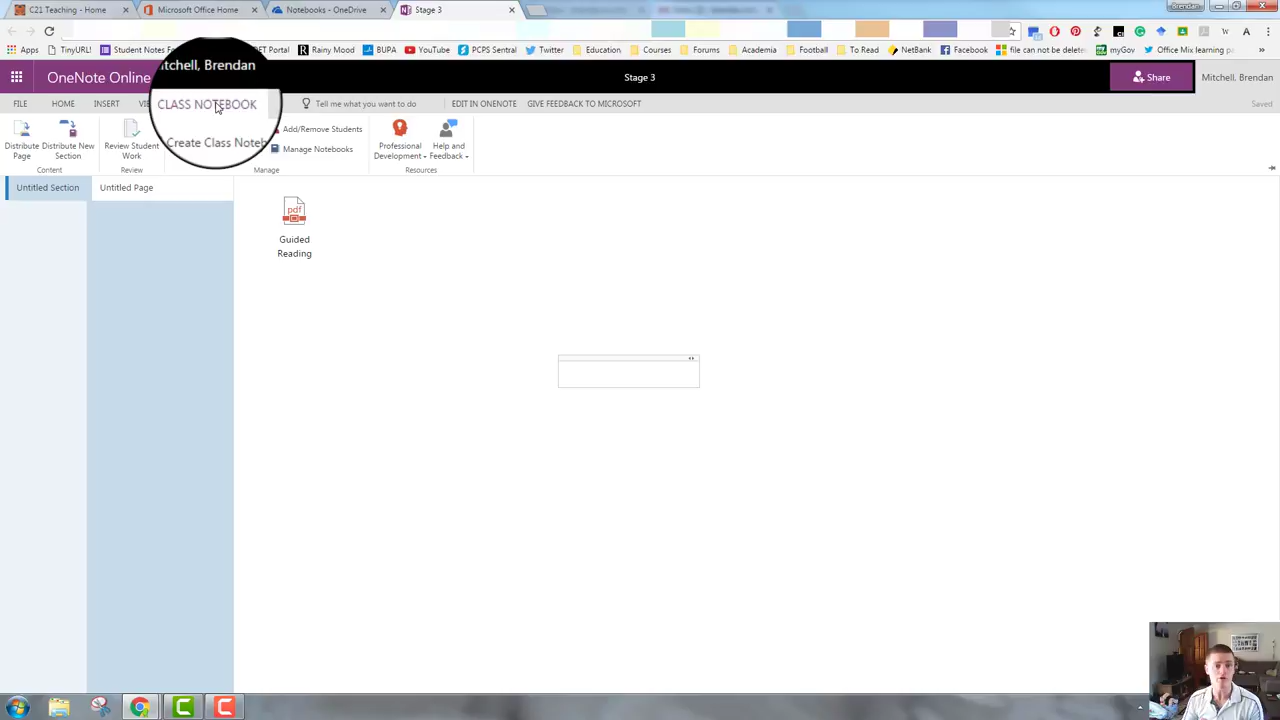 C21 Teaching - Home
Microsoft Office Home
Notebooks - OneDrive
Stage 3
Brendan
Apps
TinyURL!
Student Notes
Portal
Rainy Mood
BUPA
YouTube
PCPS Sentral
Twitter
Education
Courses
Forums
Academia
Football
To Read
NetBank
Facebook
file can not be delet
myGov
Office Mix learning p
OneNote Online
itchell, Brendan
Stage 3
Share
Mitchell, Brendan
FILE
HOME
INSERT
CLASS NOTEBOOK
Tell me what you want to do
EDIT IN ONENOTE
GIVE FEEDBACK TO MICROSOFT
Saved
Distribute Page
Distribute New Section
Review Student Work
Create Class Noteb
Add/Remove Students
Manage Notebooks
Professional Development
Help and Feedback
Content
Review
Manage
Resources
Untitled Section
Untitled Page
pdf
Guided
Reading